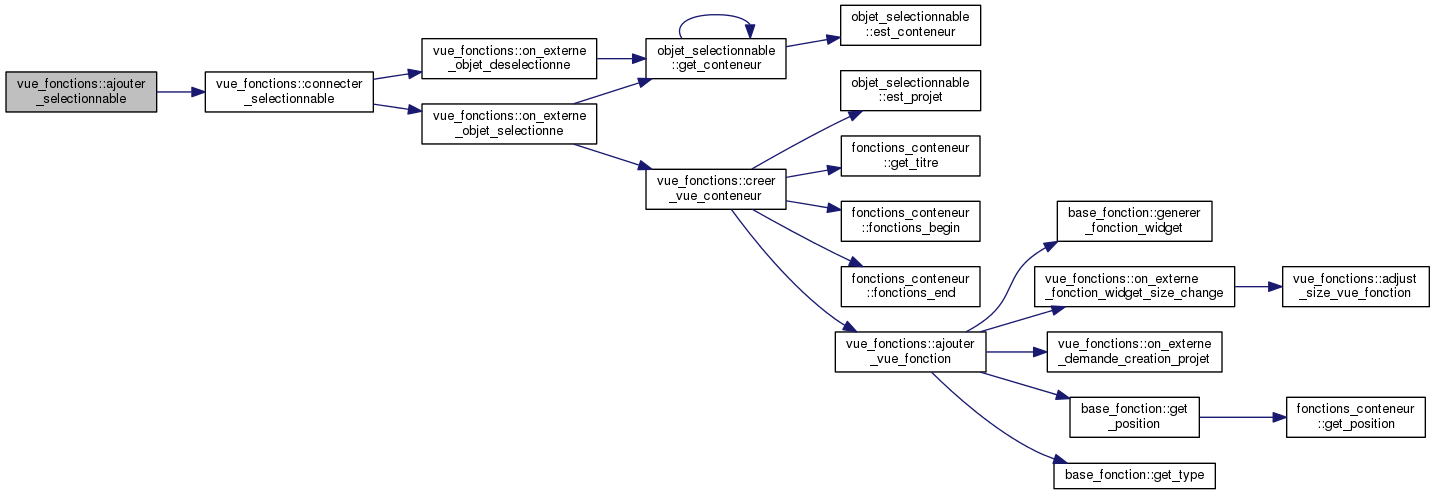 vue_fonctions::ajouter
_selectionnable
vue_fonctions::connecter
_selectionnable
vue_fonctions::on_externe
_objet_deselectionne
vue_fonctions::on_externe
_objet_selectionne
objet_selectionnable
::get_conteneur
vue_fonctions::creer
_vue_conteneur
objet_selectionnable
::est_conteneur
objet_selectionnable
::est_projet
fonctions_conteneur
::get_titre
fonctions_conteneur
::fonctions_begin
fonctions_conteneur
::fonctions_end
vue_fonctions::ajouter
_vue_fonction
base_fonction::generer
_fonction_widget
vue_fonctions::on_externe
_fonction_widget_size_change
vue_fonctions::on_externe
_demande_creation_projet
base_fonction::get
_position
base_fonction::get_type
vue_fonctions::adjust
_size_vue_fonction
fonctions_conteneur
::get_position